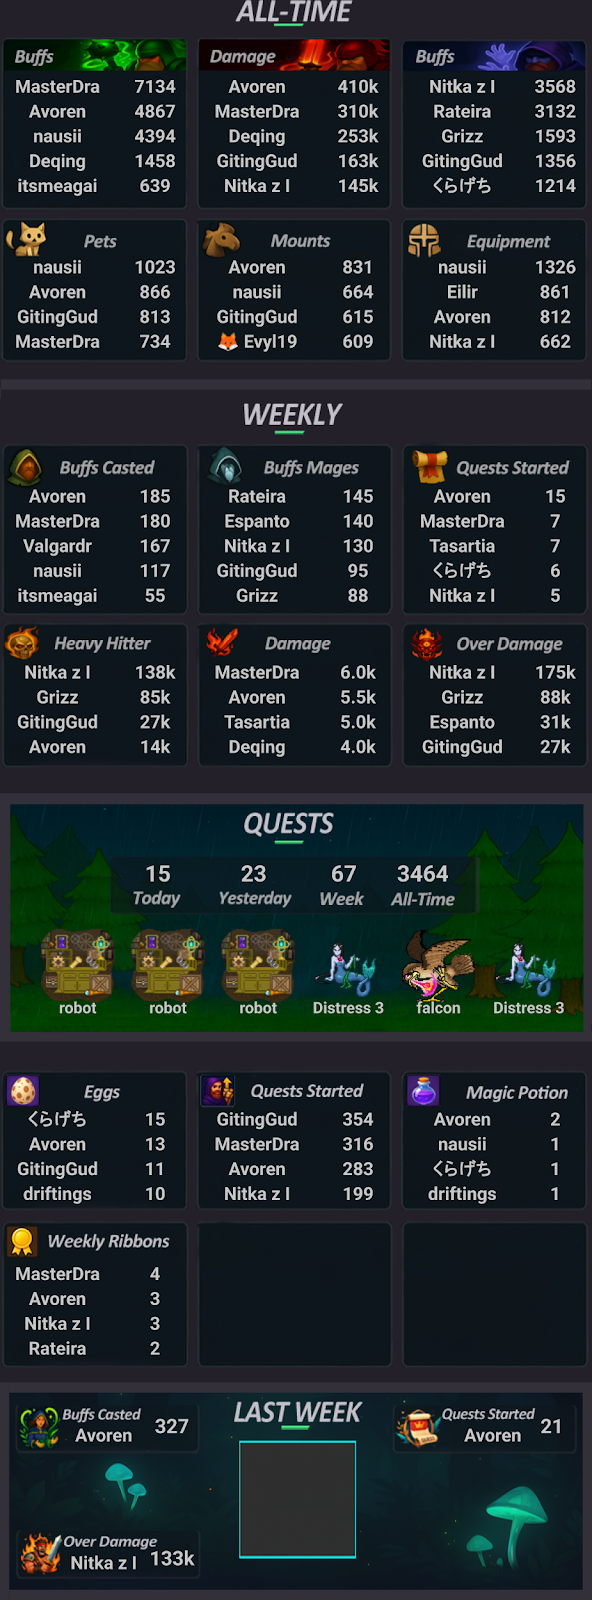 ALL-TIME
Buffs
MasterDra 7134
Avoren 4867
nausii 4394
Deqing 1458
itsmeagai 639
Damage
Avoren 410k
MasterDra 310k
Deqing 253k
GitingGud 163k
Nitka z l 145k
Buffs
Nitka z l 3568
Rateira 3132
Grizz 1593
GitingGud 1356
くらげち 1214
Pets
nausii 1023
Avoren 866
GitingGud 813
MasterDra 734
Mounts
Avoren 831
nausii 664
GitingGud 615
🦊 Evyl19 609
Equipment
nausii 1326
Eilir 861
Avoren 812
Nitka z l 662
WEEKLY
Buffs Casted
Avoren 185
MasterDra 180
Valgardr 167
nausii 117
itsmeagai 55
Buffs Mages
Rateira 145
Espanto 140
Nitka z l 130
GitingGud 95
Grizz 88
Quests Started
Avoren 15
MasterDra 7
Tasartia 7
くらげち 6
Nitka z l 5
Heavy Hitter
Nitka z l 138k
Grizz 85k
GitingGud 27k
Avoren 14k
Damage
MasterDra 6.0k
Avoren 5.5k
Tasartia 5.0k
Deqing 4.0k
Over Damage
Nitka z l 175k
Grizz 88k
Espanto 31k
GitingGud 27k
QUESTS
15 23 67 3464
Today Yesterday Week All-Time
robot robot robot Distress 3 falcon Distress 3
Eggs
くらげち 15
Avoren 13
GitingGud 11
driftings 10
Quests Started
GitingGud 354
MasterDra 316
Avoren 283
Nitka z l 199
Magic Potion
Avoren 2
nausii 1
くらげち 1
driftings 1
Weekly Ribbons
MasterDra 4
Avoren 3
Nitka z l 3
Rateira 2
LAST WEEK
Buffs Casted
Avoren 327
Quests Started
Avoren 21
Over Damage
Nitka z l 133k